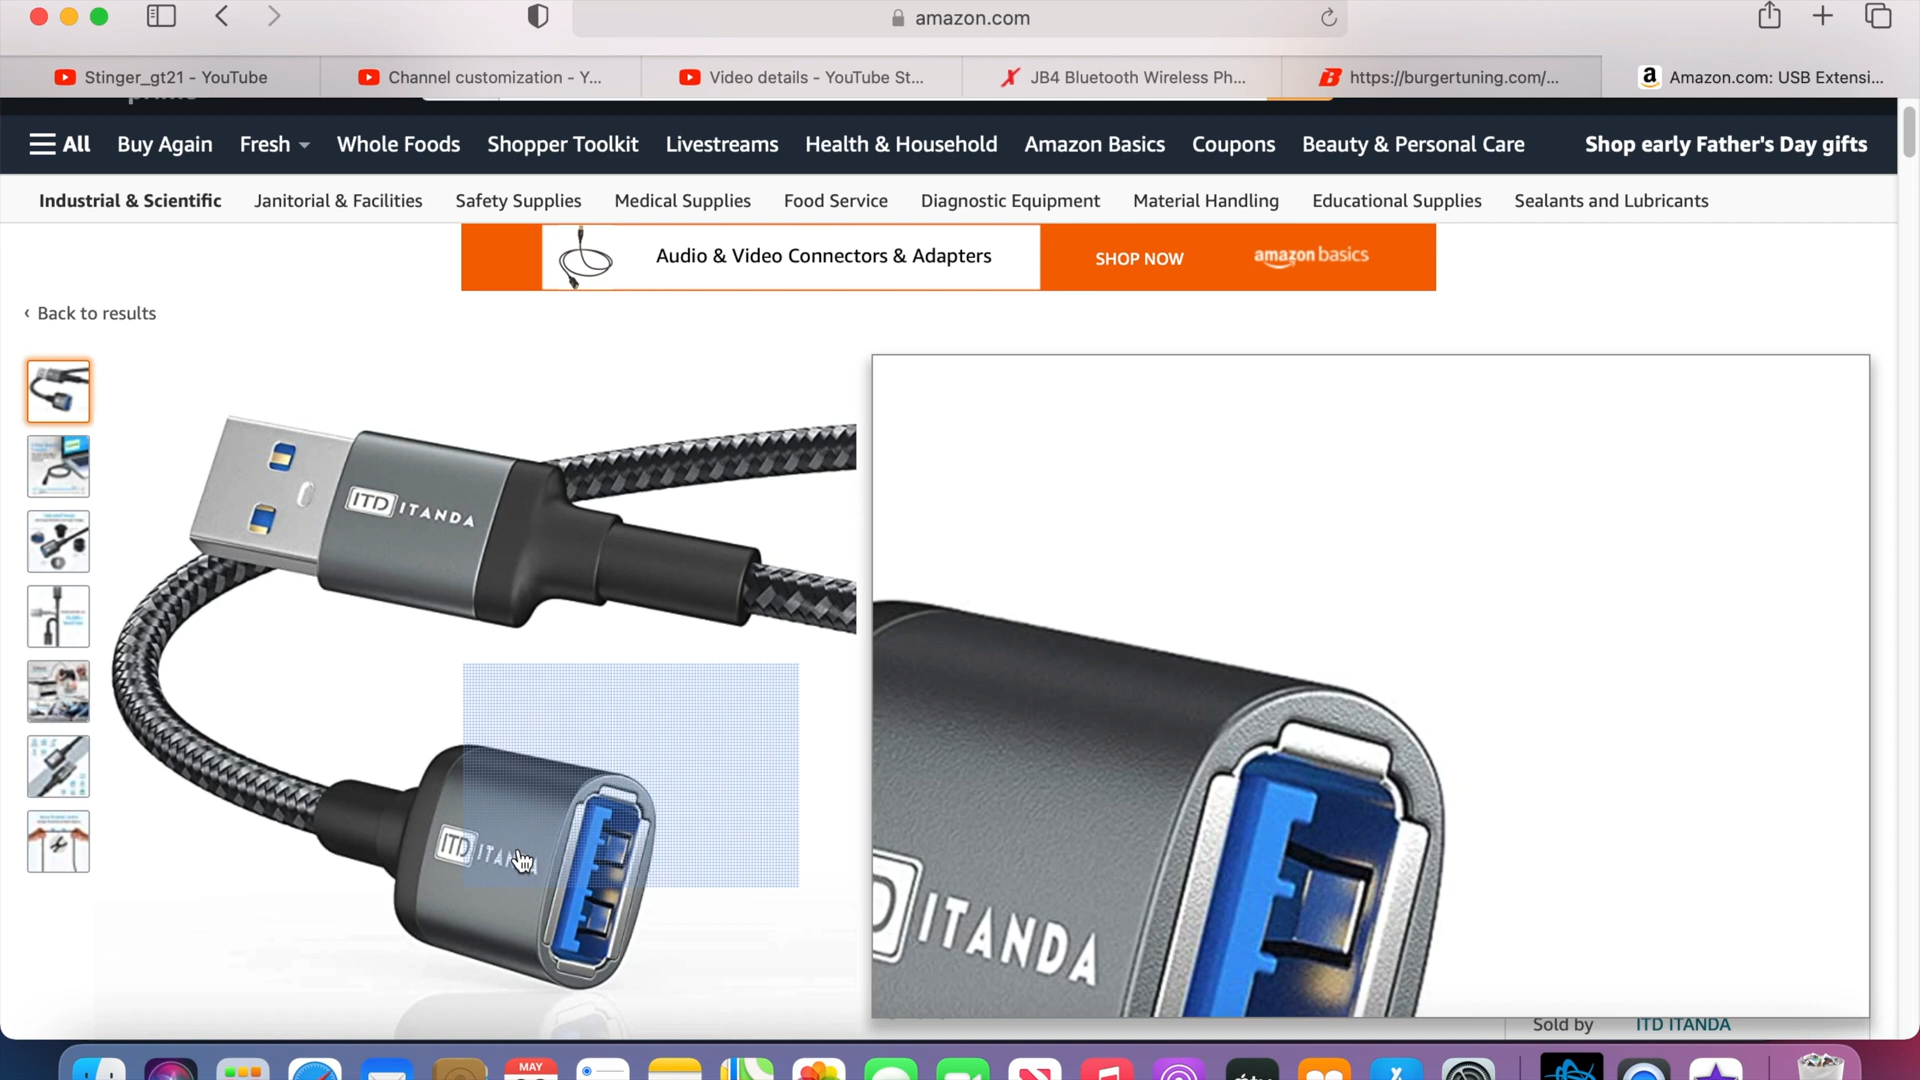 amazon.com
Stinger_gt21 - YouTube
Channel customization - Y...
Video details - YouTube St...
JB4 Bluetooth Wireless Ph...
https://burgertuning.com/...
Amazon.com: USB Extensi...
All Buy Again Fresh Whole Foods Shopper Toolkit Livestreams Health & Household Amazon Basics Coupons Beauty & Personal Care Shop early Father's Day gifts
Industrial & Scientific Janitorial & Facilities Safety Supplies Medical Supplies Food Service Diagnostic Equipment Material Handling Educational Supplies Sealants and Lubricants
Audio & Video Connectors & Adapters SHOP NOW amazon basics
‹ Back to results
ITD ITANDA
ITD ITANDA
D ITANDA
Sold by ITD ITANDA
MAY